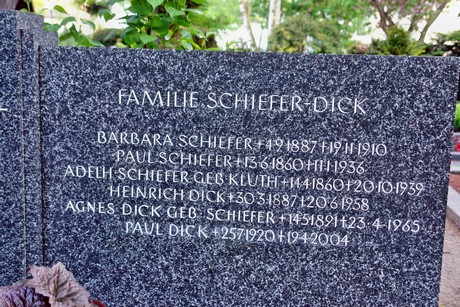 FAMILIE SCHIEFER-DICK
BARBARA SCHIEFER +4·9·1887 +19·11·1910
PAUL SCHIEFER +13·6·1860 +1·1·1936
ADELH· SCHIEFER GEB· KLUTH +14·4·1860 +20·10·1939
HEINRICH DICK +30·3·1887 +20·6·1958
AGNES DICK GEB· SCHIEFER +14·5·1891 +23·4·1965
PAUL DICK +25·7·1920 +19·4·2004